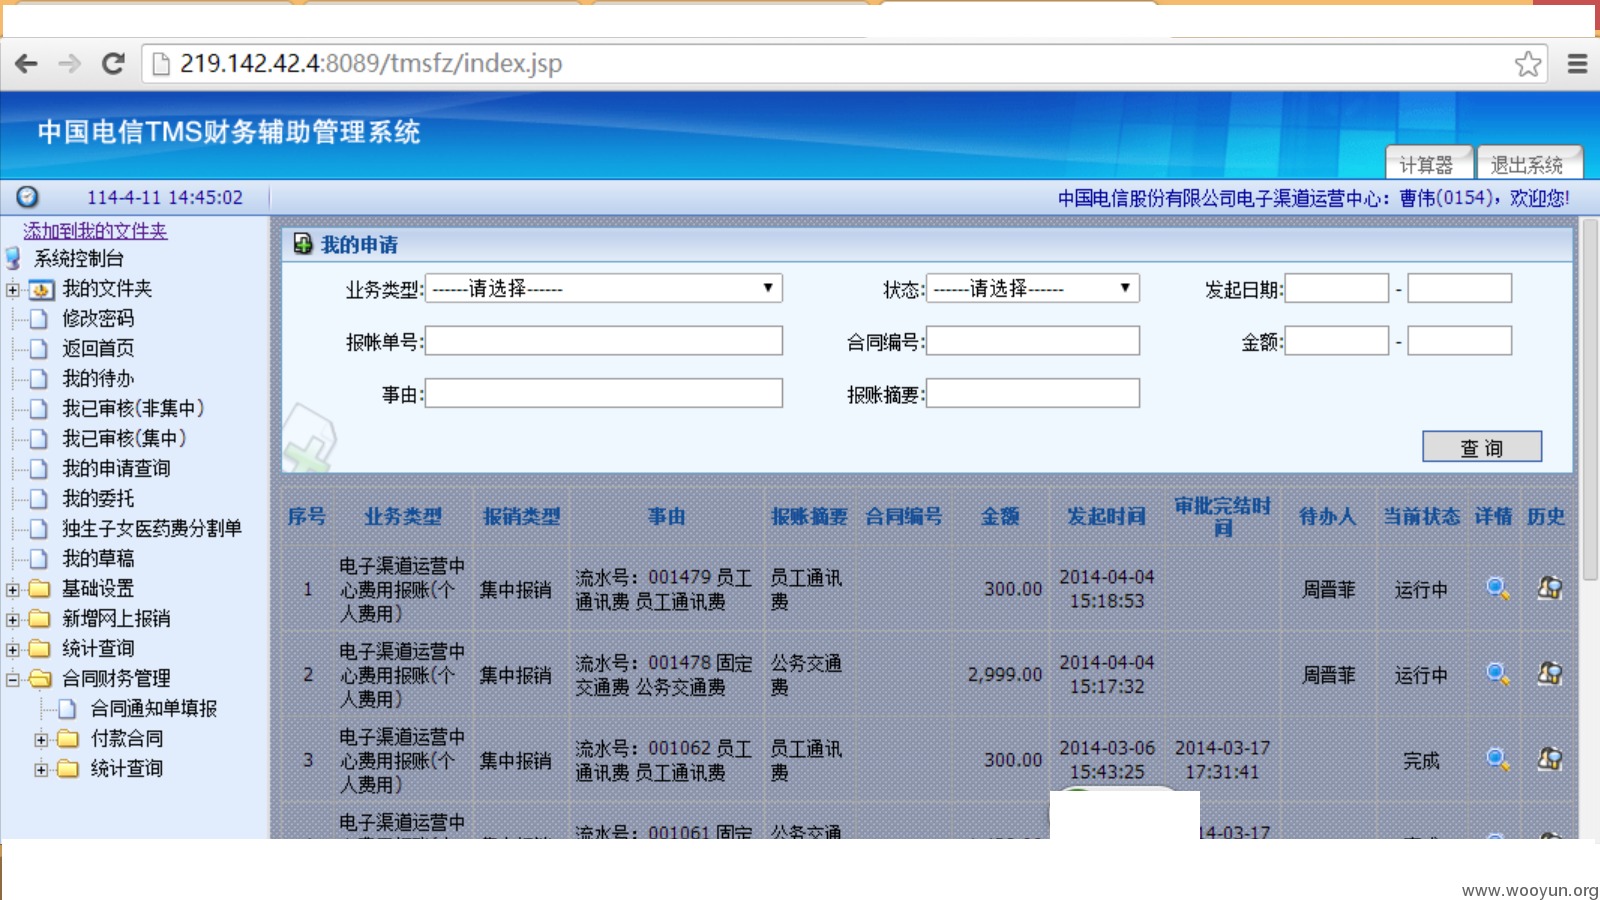 219.142.42.4:8089/tmsfz/index.jsp
中国电信TMS财务辅助管理系统
计算器 退出系统
114-4-11 14:45:02
中国电信股份有限公司电子渠道运营中心：曹伟(0154)，欢迎您!
添加到我的文件夹
系统控制台
我的文件夹
修改密码
返回首页
我的待办
我已审核(非集中)
我已审核(集中)
我的申请查询
我的委托
独生子女医药费分割单
我的草稿
基础设置
新增网上报销
统计查询
合同财务管理
合同通知单填报
付款合同
统计查询
我的申请
业务类型: ------请选择------ 状态: ------请选择------ 发起日期: -
报帐单号: 合同编号: 金额: -
事由: 报账摘要:
查 询
序号 业务类型 报销类型 事由 报账摘要 合同编号 金额 发起时间 审批完结时间 待办人 当前状态 详情 历史
1 电子渠道运营中心费用报账(个人费用) 集中报销 流水号：001479 员工通讯费 员工通讯费 员工通讯费 300.00 2014-04-04 15:18:53 周晋菲 运行中
2 电子渠道运营中心费用报账(个人费用) 集中报销 流水号：001478 固定交通费 公务交通费 公务交通费 2,999.00 2014-04-04 15:17:32 周晋菲 运行中
3 电子渠道运营中心费用报账(个人费用) 集中报销 流水号：001062 员工通讯费 员工通讯费 员工通讯费 300.00 2014-03-06 15:43:25 2014-03-17 17:31:41 完成
电子渠道运营中 流水号：001061 固定 公务交通 14-03-17
www.wooyun.org